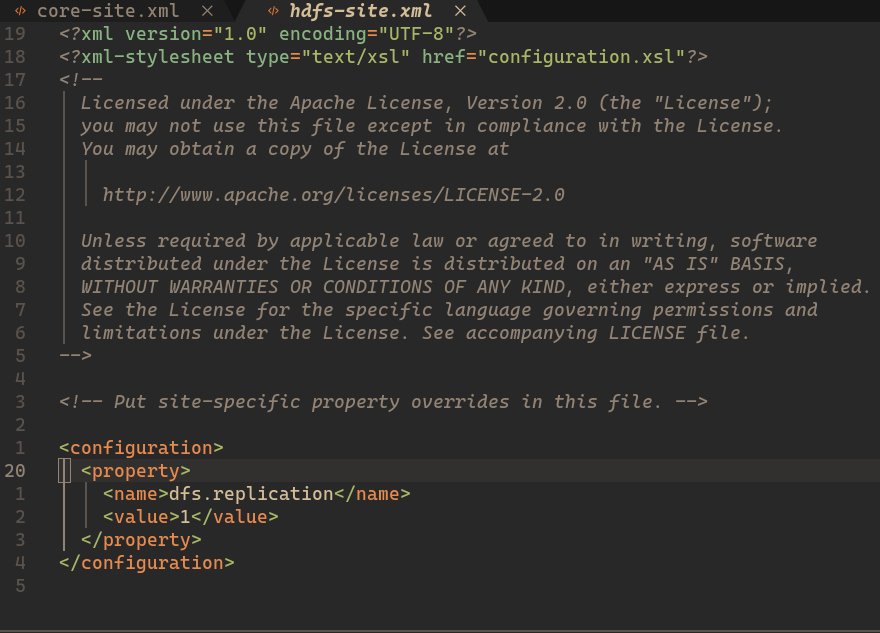 core-site.xml × hdfs-site.xml ×
19 <?xml version="1.0" encoding="UTF-8"?>
18 <?xml-stylesheet type="text/xsl" href="configuration.xsl"?>
17 <!--
16 Licensed under the Apache License, Version 2.0 (the "License");
15 you may not use this file except in compliance with the License.
14 You may obtain a copy of the License at
13
12 http://www.apache.org/licenses/LICENSE-2.0
11
10 Unless required by applicable law or agreed to in writing, software
9 distributed under the License is distributed on an "AS IS" BASIS,
8 WITHOUT WARRANTIES OR CONDITIONS OF ANY KIND, either express or implied.
7 See the License for the specific language governing permissions and
6 limitations under the License. See accompanying LICENSE file.
5 -->
4
3 <!-- Put site-specific property overrides in this file. -->
2
1 <configuration>
20 <property>
1 <name>dfs.replication</name>
2 <value>1</value>
3 </property>
4 </configuration>
5